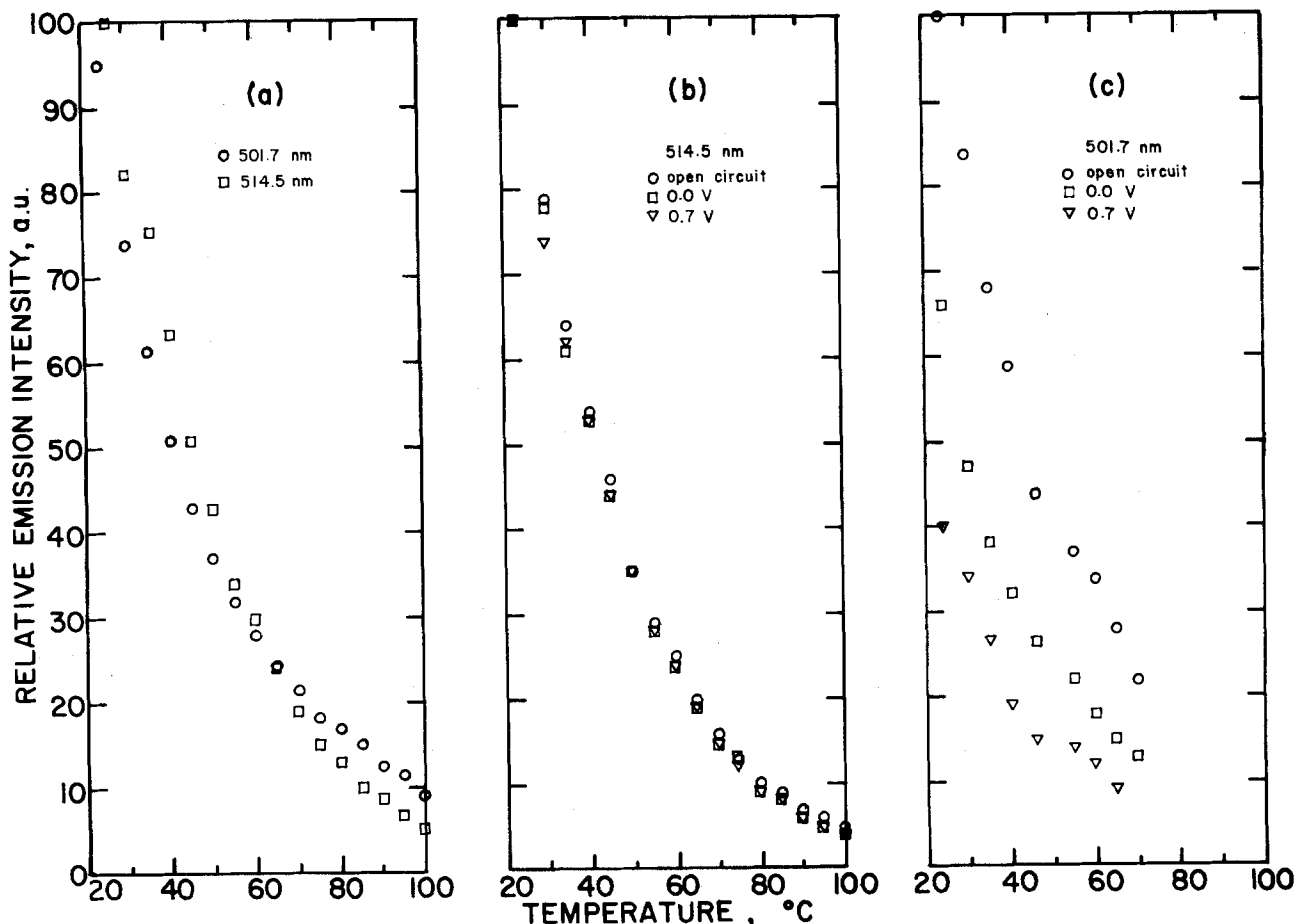 RELATIVE EMISSION INTENSITY, a.u.
100
90
80
70
60
50
40
30
20
10
0
(a)
501.7 nm
514.5 nm
20 40 60 80 100
(b)
514.5 nm
open circuit
0.0 V
0.7 V
20 40 60 80 100
(c)
501.7 nm
open circuit
0.0 V
0.7 V
20 40 60 80 100
TEMPERATURE, °C